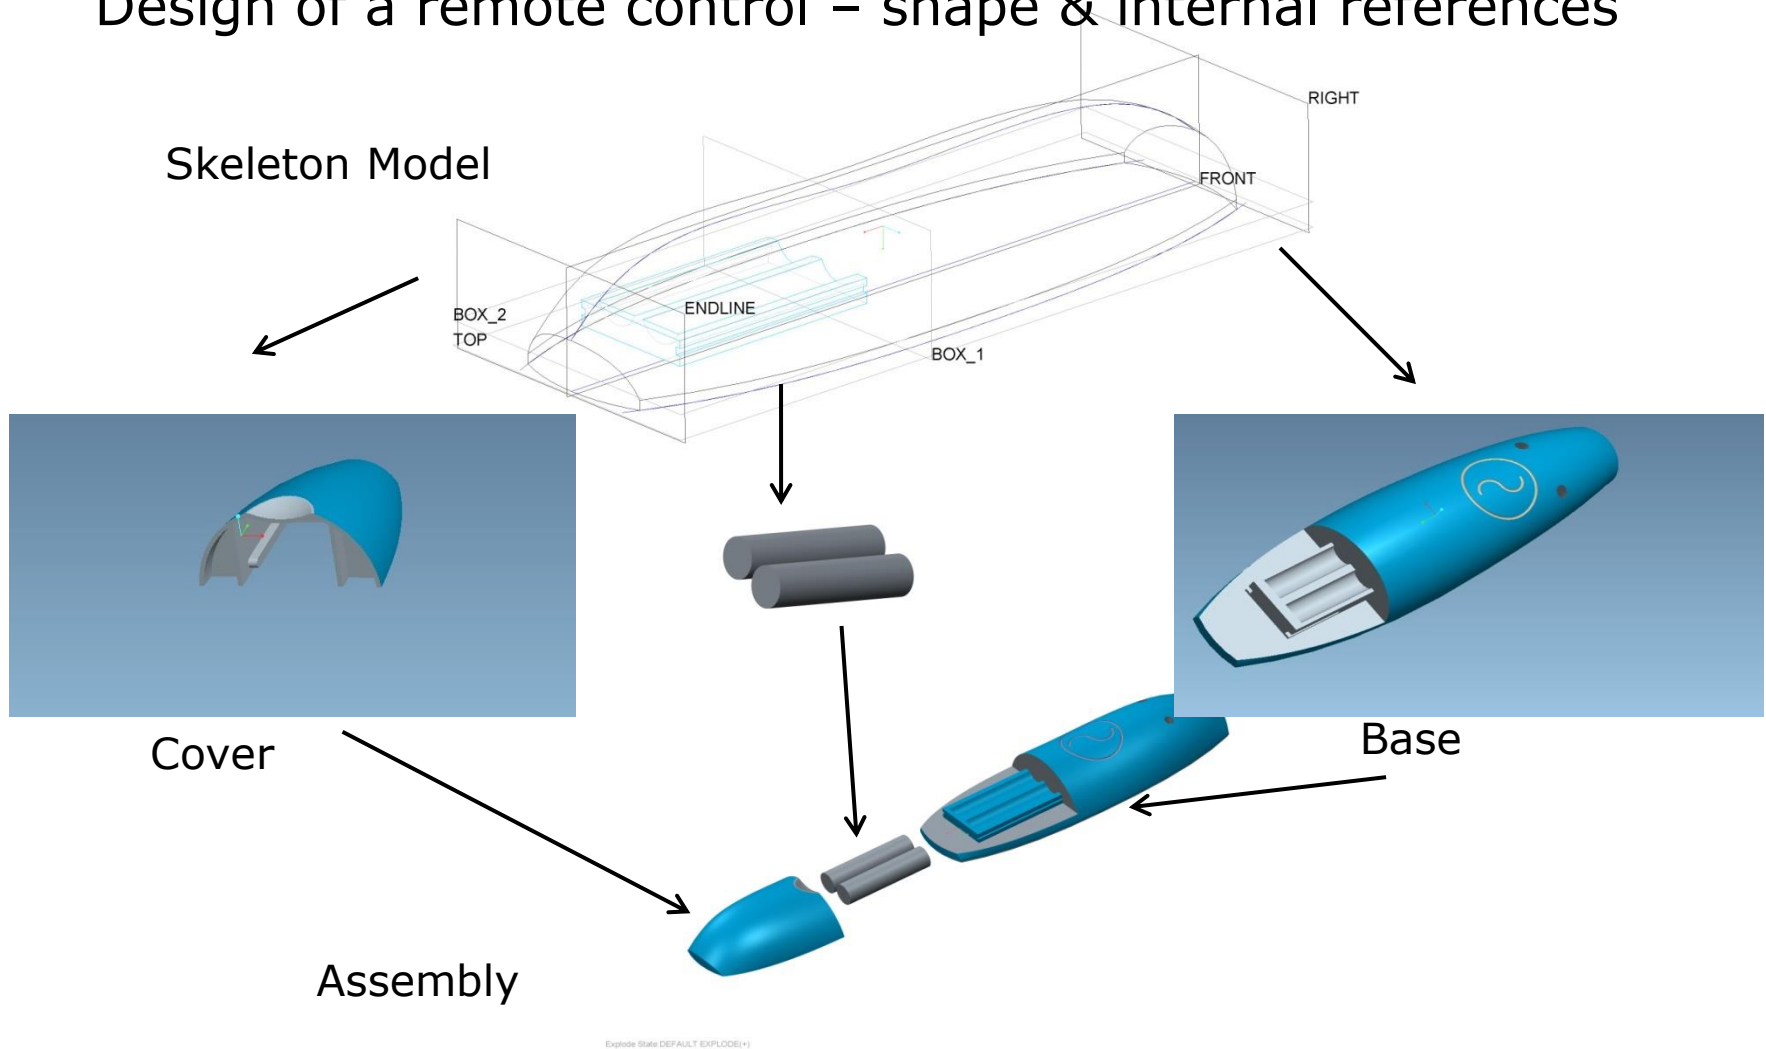 Design of a remote control – shape & internal references
RIGHT
Skeleton Model
FRONT
ENDLINE
BOX_2
TOP
BOX_1
Cover
Base
Assembly
Explode State:DEFAULT EXPLODE(+)